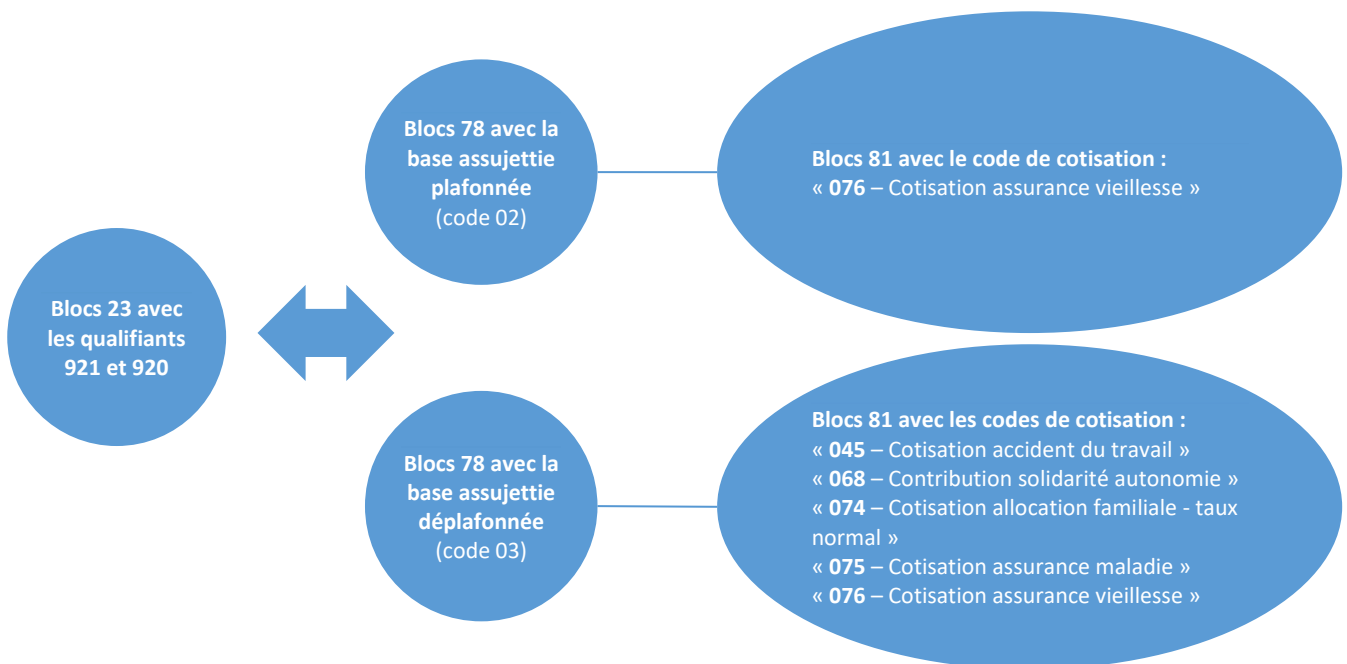 Blocs 23 avec
les qualifiants
921 et 920
Blocs 78 avec la
base assujettie
plafonnée
(code 02)
Blocs 81 avec le code de cotisation :
« 076 – Cotisation assurance vieillesse »
Blocs 78 avec la
base assujettie
déplafonnée
(code 03)
Blocs 81 avec les codes de cotisation :
« 045 – Cotisation accident du travail »
« 068 – Contribution solidarité autonomie »
« 074 – Cotisation allocation familiale - taux
normal »
« 075 – Cotisation assurance maladie »
« 076 – Cotisation assurance vieillesse »